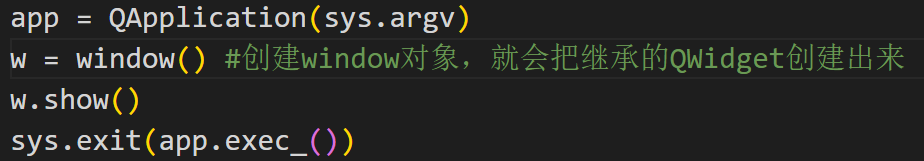 app = QApplication(sys.argv)
w = window() #创建window对象，就会把继承的QWidget创建出来
w.show()
sys.exit(app.exec_())